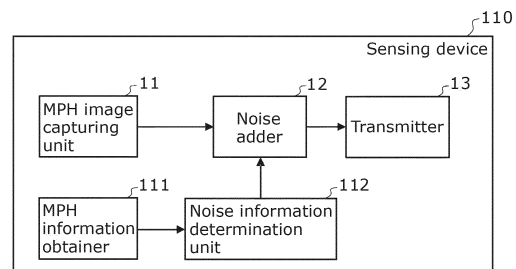 110
Sensing device
11
12
13
MPH image
capturing
unit
Noise
adder
Transmitter
111
112
MPH
information
obtainer
Noise information
determination
unit